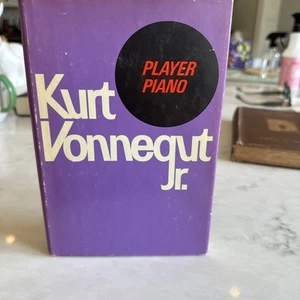 PLAYER
PIANO
Kurt
Vonnegut
Jr.